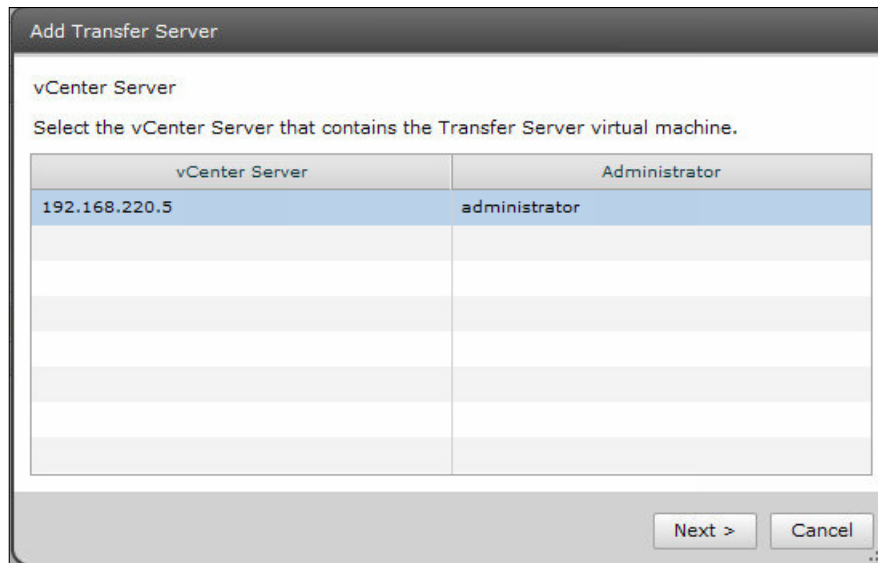 Add Transfer Server
vCenter Server
Select the vCenter Server that contains the Transfer Server virtual machine.
vCenter Server Administrator
192.168.220.5 administrator
Next > Cancel